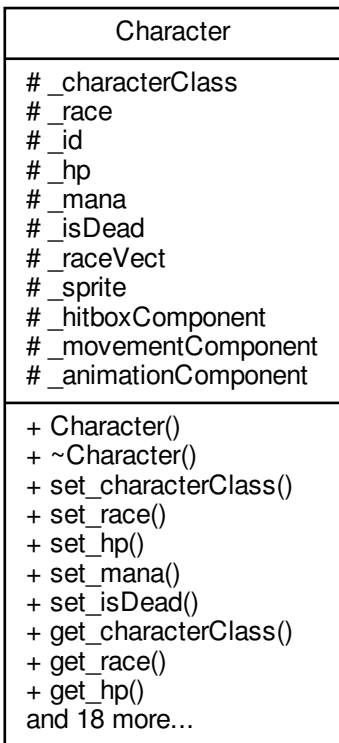 Character
# _characterClass
# _race
# _id
# _hp
# _mana
# _isDead
# _raceVect
# _sprite
# _hitboxComponent
# _movementComponent
# _animationComponent
+ Character()
+ ~Character()
+ set_characterClass()
+ set_race()
+ set_hp()
+ set_mana()
+ set_isDead()
+ get_characterClass()
+ get_race()
+ get_hp()
and 18 more...